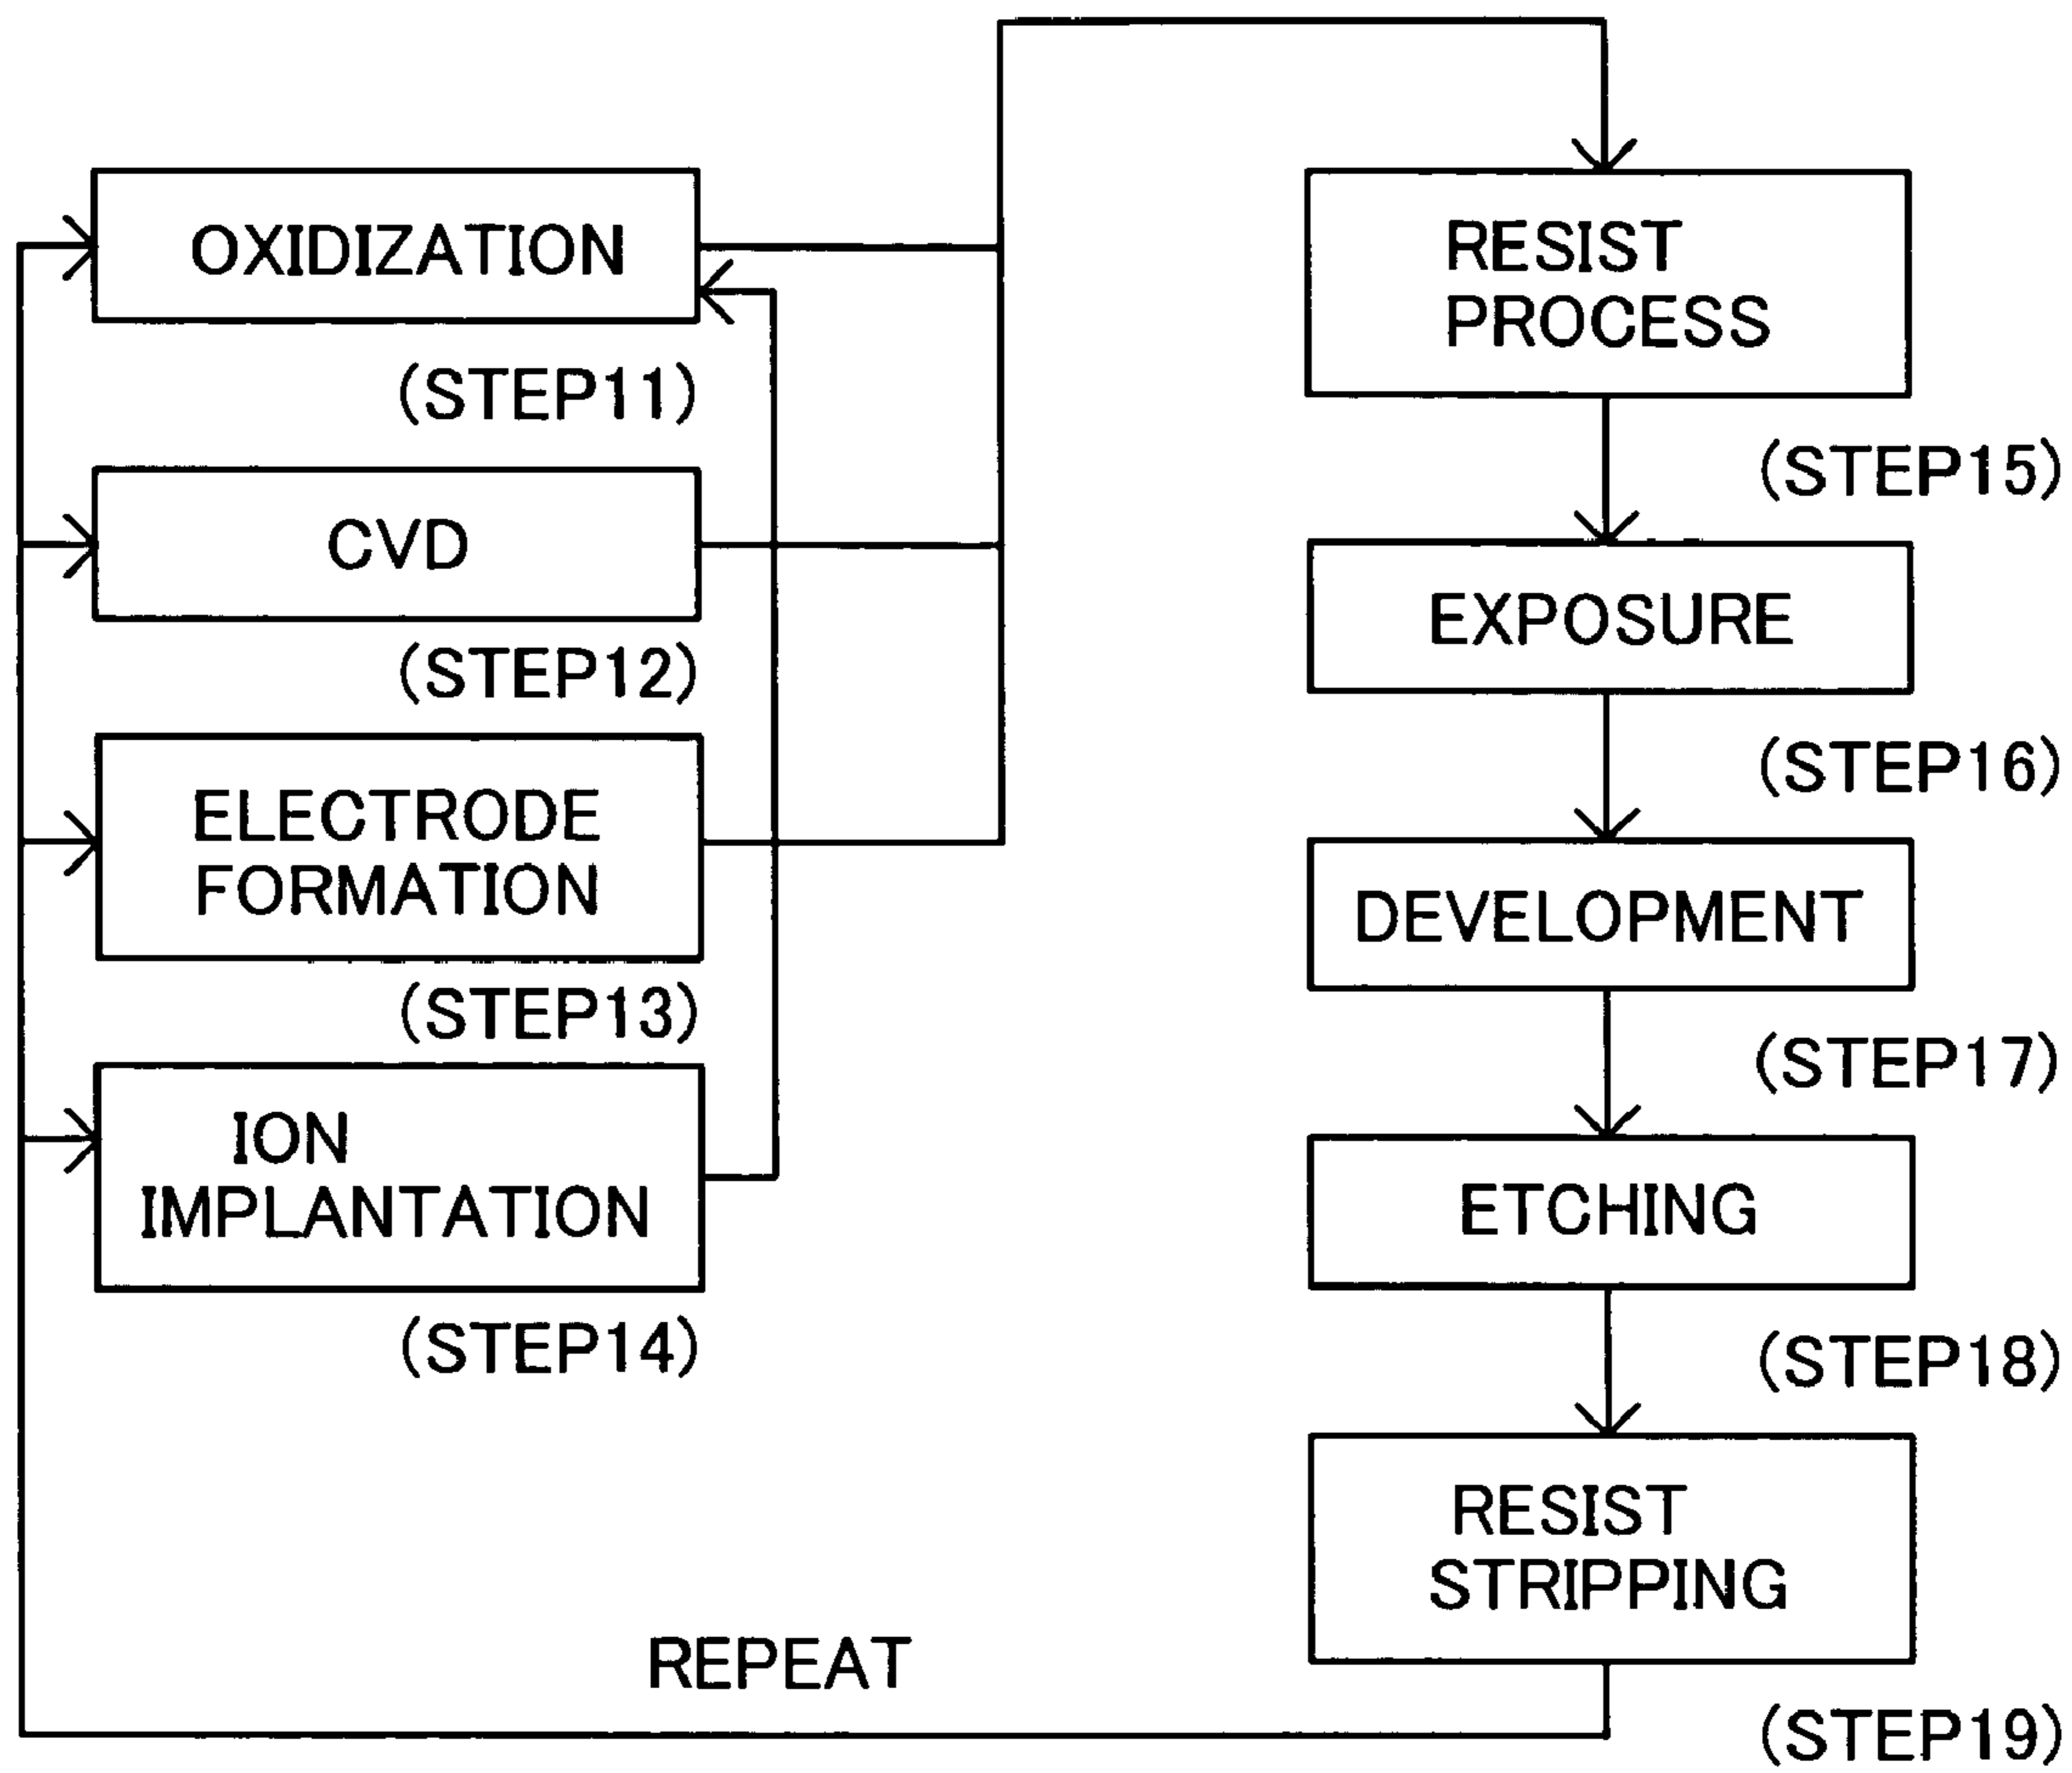 OXIDIZATION
(STEP11)
CVD
(STEP12)
ELECTRODE
FORMATION
(STEP13)
ION
IMPLANTATION
(STEP14)
RESIST
PROCESS
(STEP15)
EXPOSURE
(STEP16)
DEVELOPMENT
(STEP17)
ETCHING
(STEP18)
RESIST
STRIPPING
(STEP19)
REPEAT